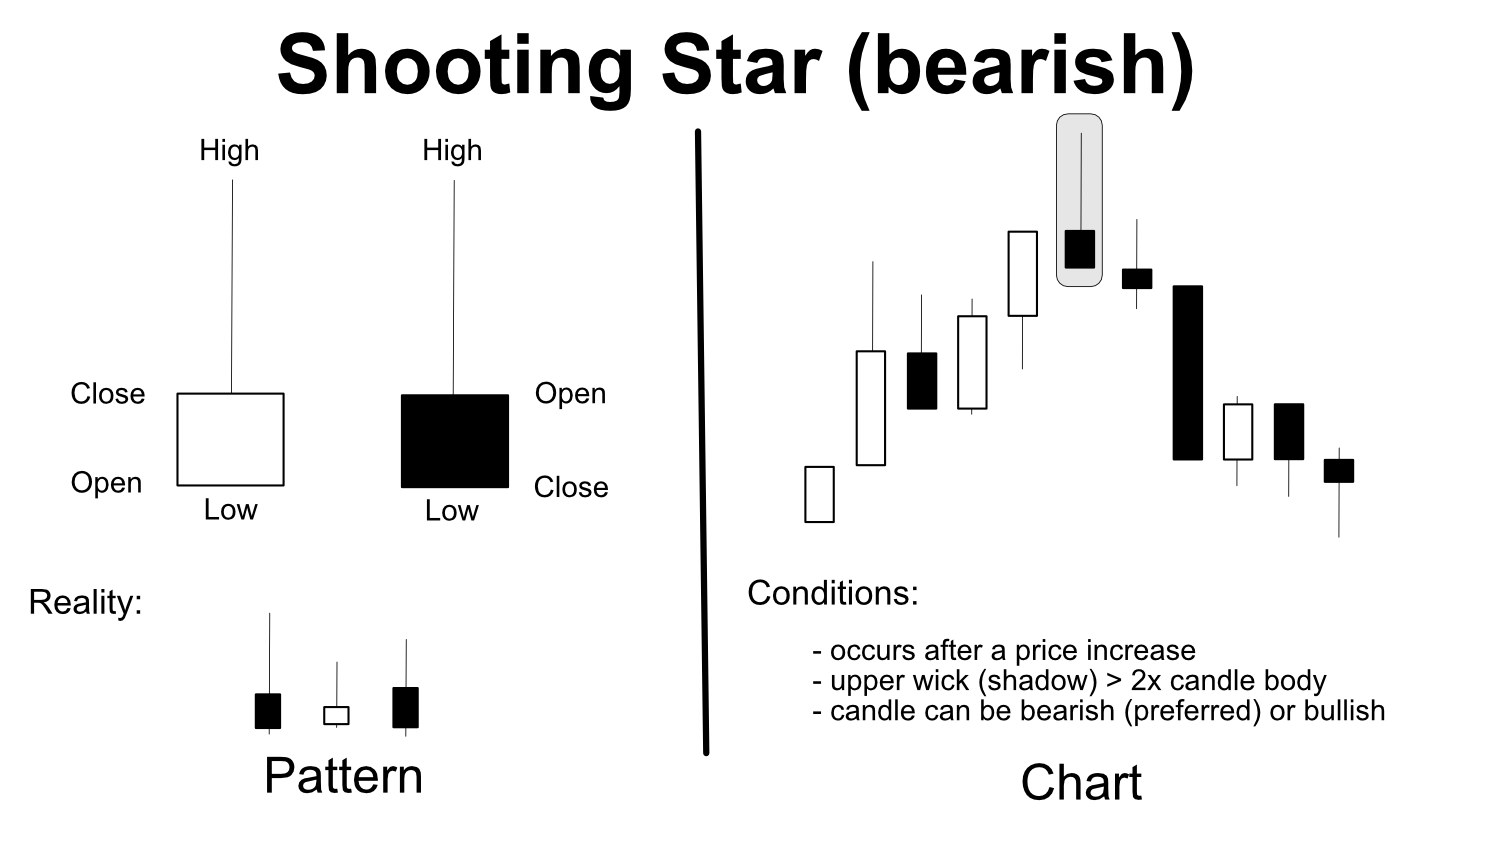 Shooting Star (bearish)
High
High
Close
Open
Open
Close
Low
Low
Reality:
Pattern
Conditions:
- occurs after a price increase
- upper wick (shadow) > 2x candle body
- candle can be bearish (preferred) or bullish
Chart